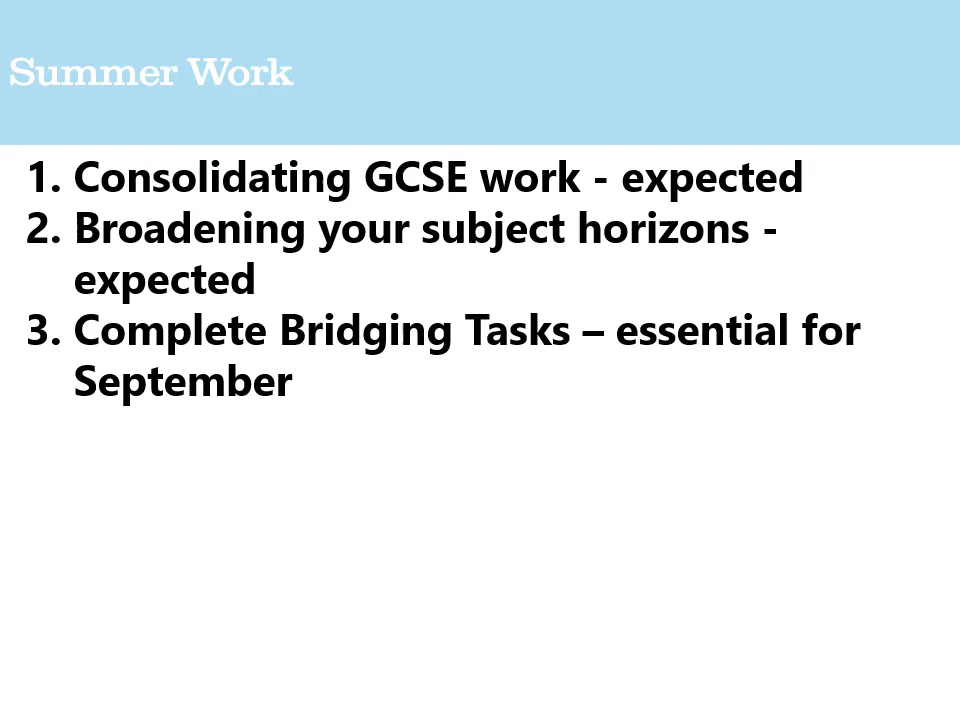 Summer Work
1. Consolidating GCSE work - expected
2. Broadening your subject horizons -
expected
3. Complete Bridging Tasks – essential for
September